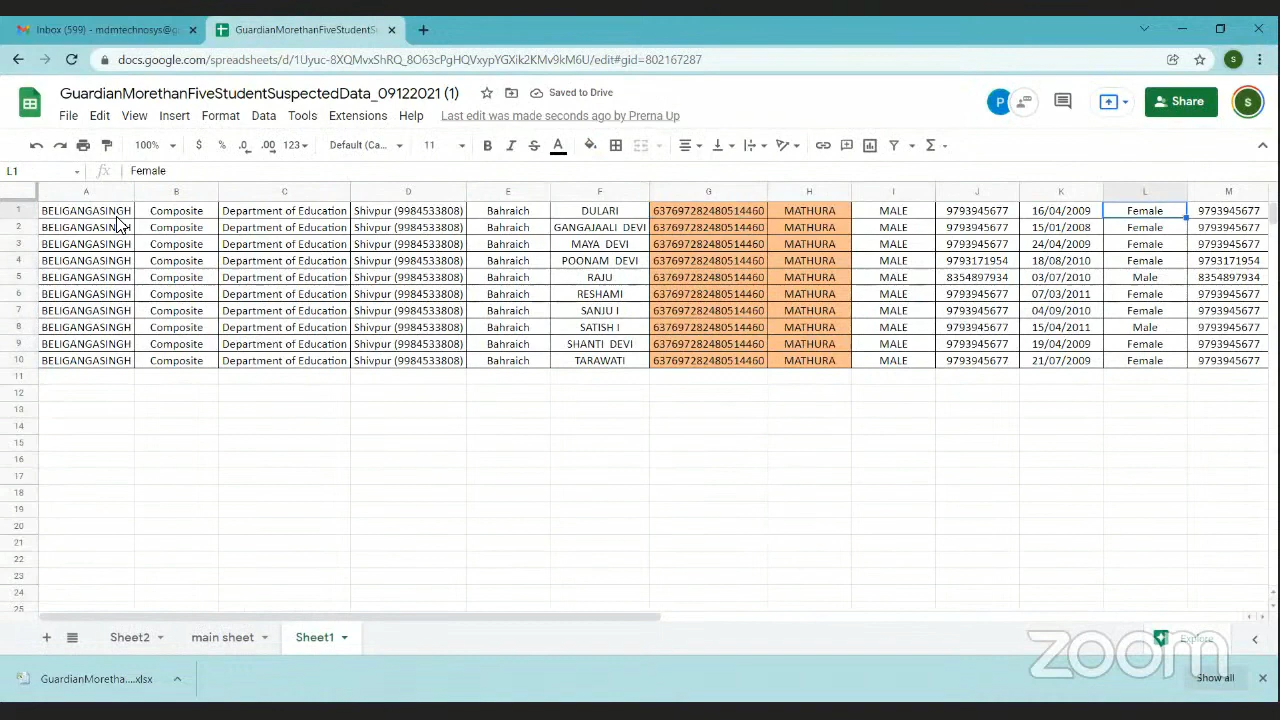 Inbox (599) - mdmtechnosys@g
GuardianMorethanFiveStudentS
docs.google.com/spreadsheets/d/1Uyuc-8XQMvxShRQ_8O63cPgHQVxypYGXik2KMv9kM6U/edit#gid=802167287
GuardianMorethanFiveStudentSuspectedData_09122021 (1) Saved to Drive
File Edit View Insert Format Data Extensions Help Last edit was made seconds ago by Prema Up
P Share S
100% $ % .0 .00 123 Default (Ca... 11 B I S A
L1 fx Female
A B C D E F G H I J K L M
1 BELIGANGASINGH Composite Department of Education Shivpur (9984533808) Bahraich DULARI 637697282480514460 MATHURA MALE 9793945677 16/04/2009 Female 9793945677
2 BELIGANGASINGH Composite Department of Education Shivpur (9984533808) Bahraich GANGAJAALI DEVI 637697282480514460 MATHURA MALE 9793945677 15/01/2008 Female 9793945677
3 BELIGANGASINGH Composite Department of Education Shivpur (9984533808) Bahraich MAYA DEVI 637697282480514460 MATHURA MALE 9793945677 24/04/2009 Female 9793945677
4 BELIGANGASINGH Composite Department of Education Shivpur (9984533808) Bahraich POONAM DEVI 637697282480514460 MATHURA MALE 9793171954 18/08/2010 Female 9793171954
5 BELIGANGASINGH Composite Department of Education Shivpur (9984533808) Bahraich RAJU 637697282480514460 MATHURA MALE 8354897934 03/07/2010 Male 8354897934
6 BELIGANGASINGH Composite Department of Education Shivpur (9984533808) Bahraich RESHAMI 637697282480514460 MATHURA MALE 9793945677 07/03/2011 Female 9793945677
7 BELIGANGASINGH Composite Department of Education Shivpur (9984533808) Bahraich SANJU I 637697282480514460 MATHURA MALE 9793945677 04/09/2010 Female 9793945677
8 BELIGANGASINGH Composite Department of Education Shivpur (9984533808) Bahraich SATISH I 637697282480514460 MATHURA MALE 9793945677 15/04/2011 Male 9793945677
9 BELIGANGASINGH Composite Department of Education Shivpur (9984533808) Bahraich SHANTI DEVI 637697282480514460 MATHURA MALE 9793945677 19/04/2009 Female 9793945677
10 BELIGANGASINGH Composite Department of Education Shivpur (9984533808) Bahraich TARAWATI 637697282480514460 MATHURA MALE 9793945677 21/07/2009 Female 9793945677
11
12
13
14
15
16
17
18
19
20
21
22
23
24
25
Sheet2 main sheet Sheet1 Explore
zoom
GuardianMoretha....xlsx Show all